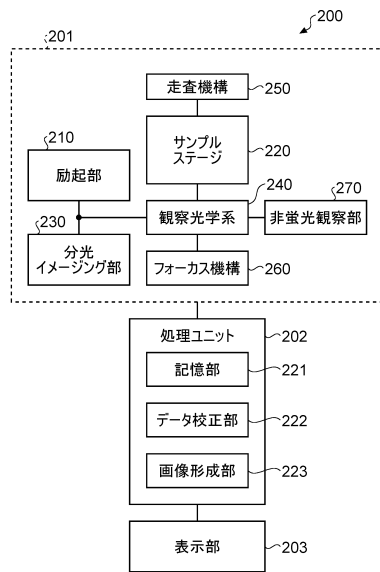 200
201
走査機構
250
210
励起部
サンプル
ステージ
220
240
270
観察光学系
非蛍光観察部
230
分光
イメージング部
フォーカス機構
260
処理ユニット
202
記憶部
221
データ校正部
222
画像形成部
223
表示部
203